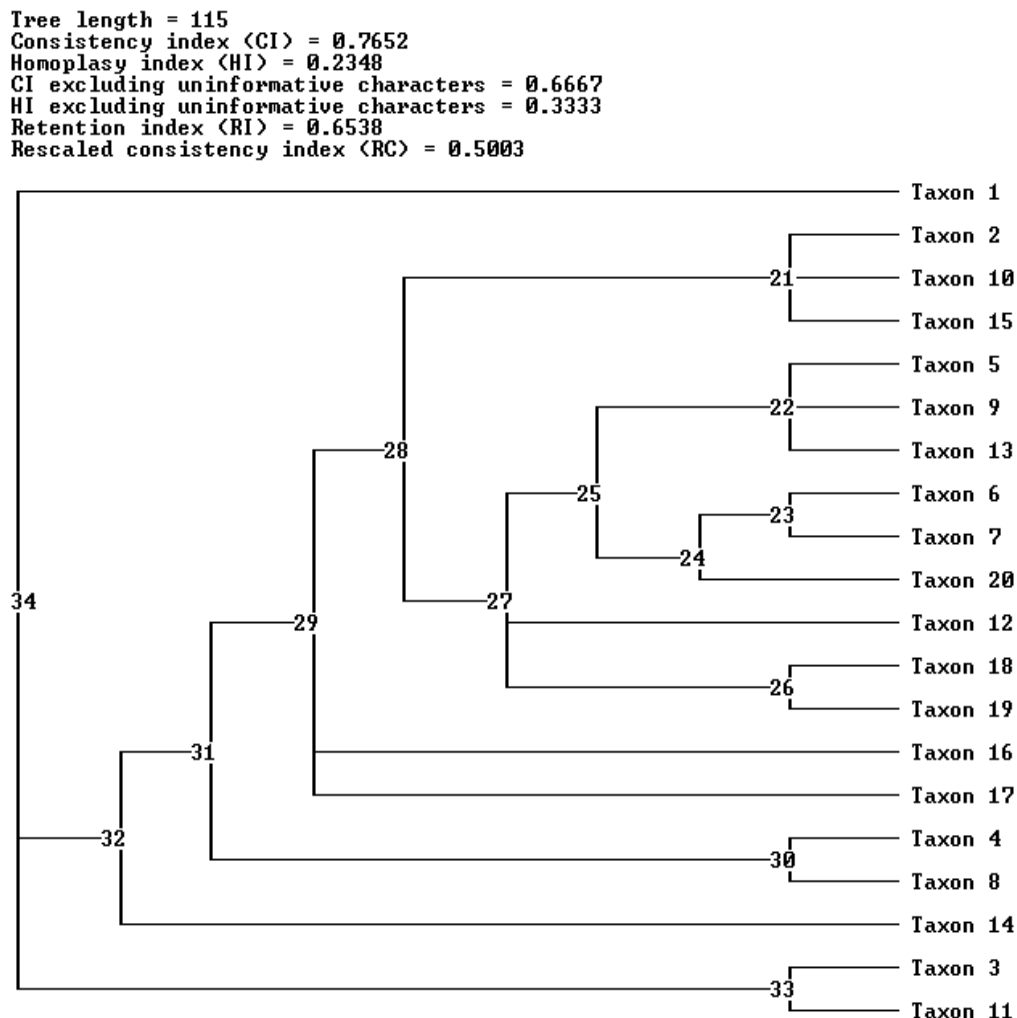 Tree length = 115
Consistency index (CI) = 0.7652
Homoplasy index (HI) = 0.2348
CI excluding uninformative characters = 0.6667
HI excluding uninformative characters = 0.3333
Retention index (RI) = 0.6538
Rescaled consistency index (RC) = 0.5003
Taxon 1
Taxon 2
21 Taxon 10
Taxon 15
Taxon 5
22 Taxon 9
Taxon 13
28
25 Taxon 6
23
Taxon 7
24
Taxon 20
34 27
29 Taxon 12
Taxon 18
26
Taxon 19
31 Taxon 16
Taxon 17
32 Taxon 4
30
Taxon 8
Taxon 14
Taxon 3
33
Taxon 11